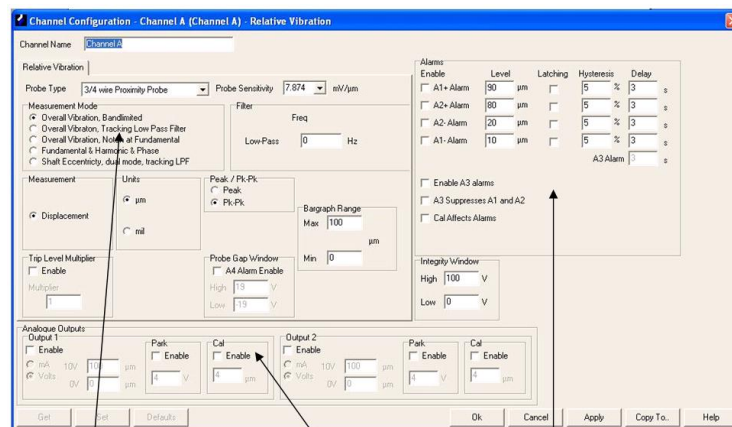 Channel Configuration - Channel A (Channel A) - Relative Vibration
Channel Name Channel A
Relative Vibration
Probe Type 3/4 wire Proximity Probe Probe Sensitivity 7.874 mV/µm
Measurement Mode
Overall Vibration, Bandlimited
Overall Vibraton, Tracking Low Pass Filter
Overall Vibration, Notch at Fundamental
Fundamental & Harmonic & Phase
Shaft Eccentricty, dual mode, tracking LPF
Filter
Freq
Low-Pass 0 Hz
Measurement
Displacement
Units
µm
mil
Peak / Pk-Pk
Peak
Pk-Pk
Bargraph Range
Max 100
µm
Min 0
Trip Level Multiplier
Enable
Multiplier
1
Probe Gap Window
A4 Alarm Enable
High 19 V
Low -19 V
Alarms
Enable Level Latching Hysteresis Delay
A1+ Alarm 90 µm 5 % 3 s
A2+ Alarm 80 µm 5 % 3 s
A2- Alarm 20 µm 5 % 3 s
A1- Alarm 10 µm 5 % 3 s
A3 Alarm 3 s
Enable A3 alarms
A3 Suppresses A1 and A2
Cal Affects Alarms
Integrity Window
High 100 V
Low 0 V
Analogue Outputs
Output 1
Enable
mA 10V 100 µm
Volts 0V 0 µm
Park
Enable
4 V
Cal
Enable
4 µm
Output 2
Enable
mA 10V 100 µm
Volts 0V 0 µm
Park
Enable
4 V
Cal
Enable
4 µm
Get Set Defaults Ok Cancel Apply Copy To.. Help